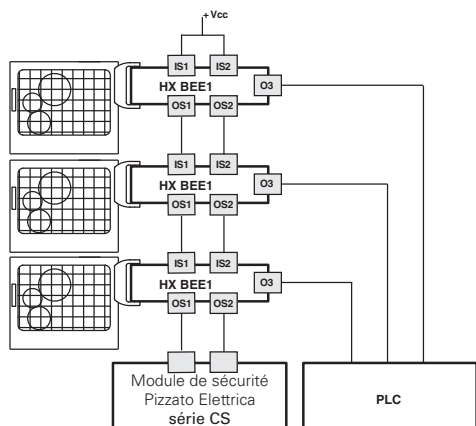 +Vcc
IS1 IS2
HX BEE1 O3
OS1 OS2
IS1 IS2
HX BEE1 O3
OS1 OS2
IS1 IS2
HX BEE1 O3
OS1 OS2
Module de sécurité
Pizzato Elettrica
série CS
PLC